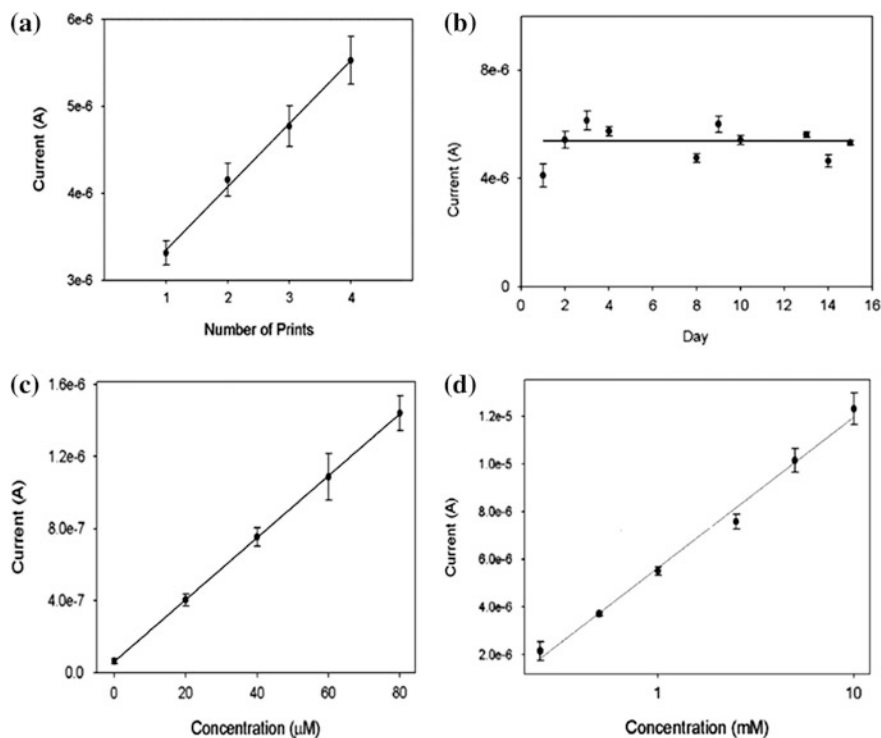 (a)
6e-6
5e-6
4e-6
3e-6
Current (A)
1 2 3 4
Number of Prints
(b)
8e-6
4e-6
0
Current (A)
0 2 4 6 8 10 12 14 16
Day
(c)
1.6e-6
1.2e-6
8.0e-7
4.0e-7
0.0
Current (A)
0 20 40 60 80
Concentration (μM)
(d)
1.2e-5
1.0e-5
8.0e-6
6.0e-6
4.0e-6
2.0e-6
Current (A)
1 10
Concentration (mM)